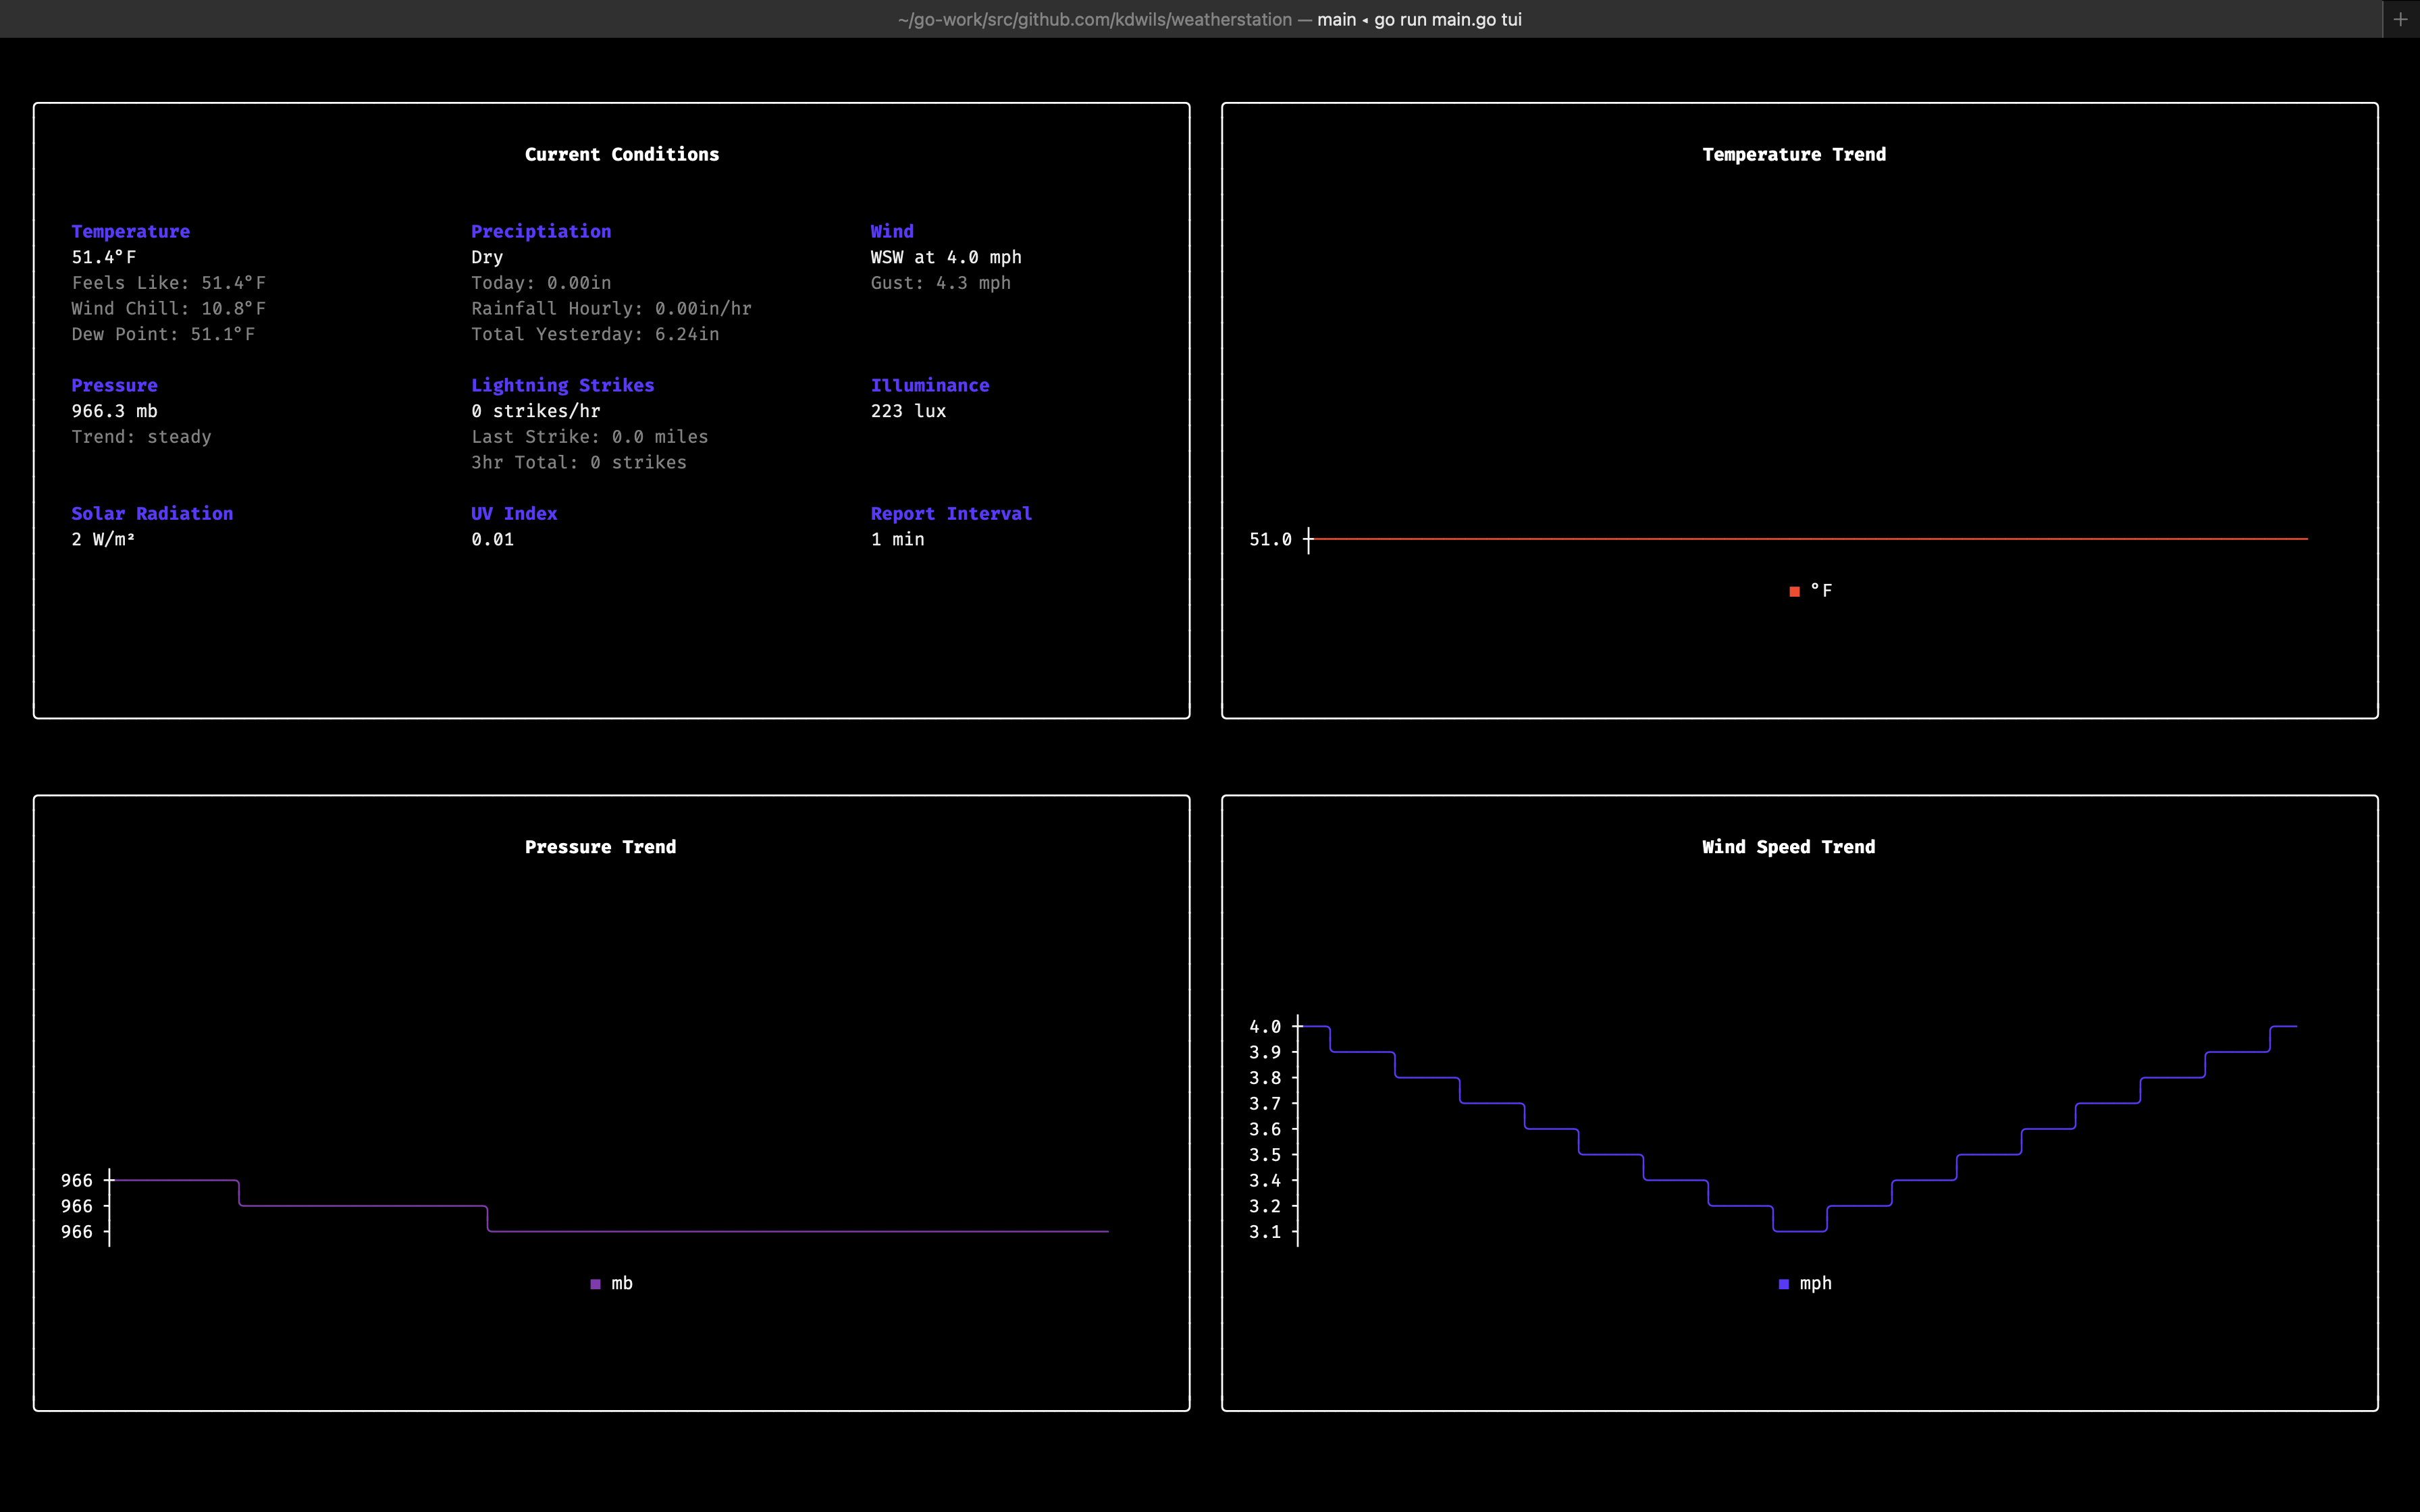 ~/go-work/src/github.com/kdwils/weatherstation — main ◂ go run main.go tui
+
Current Conditions
Temperature
51.4°F
Feels Like: 51.4°F
Wind Chill: 10.8°F
Dew Point: 51.1°F
Preciptiation
Dry
Today: 0.00in
Rainfall Hourly: 0.00in/hr
Total Yesterday: 6.24in
Wind
WSW at 4.0 mph
Gust: 4.3 mph
Pressure
966.3 mb
Trend: steady
Lightning Strikes
0 strikes/hr
Last Strike: 0.0 miles
3hr Total: 0 strikes
Illuminance
223 lux
Solar Radiation
2 W/m²
UV Index
0.01
Report Interval
1 min
Temperature Trend
51.0
°F
Pressure Trend
966
966
966
mb
Wind Speed Trend
4.0
3.9
3.8
3.7
3.6
3.5
3.4
3.2
3.1
mph